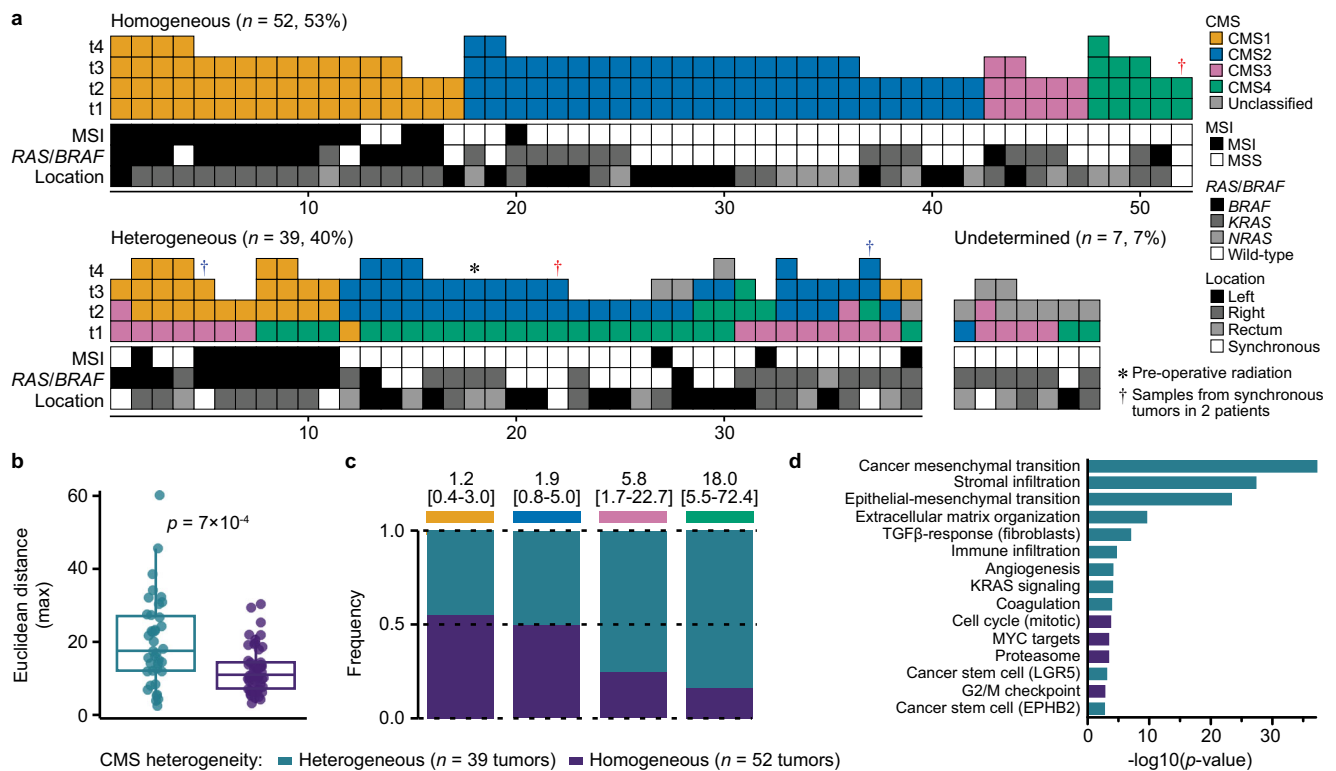 a
Homogeneous (n = 52, 53%)
t4
t3
t2
t1
†
MSI
RAS/BRAF
Location
10
20
30
40
50
CMS
CMS1
CMS2
CMS3
CMS4
Unclassified
MSI
MSI
MSS
RAS/BRAF
BRAF
KRAS
NRAS
Wild-type
Location
Left
Right
Rectum
Synchronous
* Pre-operative radiation
† Samples from synchronous
tumors in 2 patients
Heterogeneous (n = 39, 40%)
t4
t3
t2
t1
†
*
†
†
MSI
RAS/BRAF
Location
10
20
30
Undetermined (n = 7, 7%)
b
Euclidean distance
(max)
60
40
20
0
p = 7×10-4
c
1.2
[0.4-3.0]
1.9
[0.8-5.0]
5.8
[1.7-22.7]
18.0
[5.5-72.4]
Frequency
1.0
0.5
0.0
d
Cancer mesenchymal transition
Stromal infiltration
Epithelial-mesenchymal transition
Extracellular matrix organization
TGFβ-response (fibroblasts)
Immune infiltration
Angiogenesis
KRAS signaling
Coagulation
Cell cycle (mitotic)
MYC targets
Proteasome
Cancer stem cell (LGR5)
G2/M checkpoint
Cancer stem cell (EPHB2)
0
10
20
30
-log10(p-value)
CMS heterogeneity: Heterogeneous (n = 39 tumors) Homogeneous (n = 52 tumors)